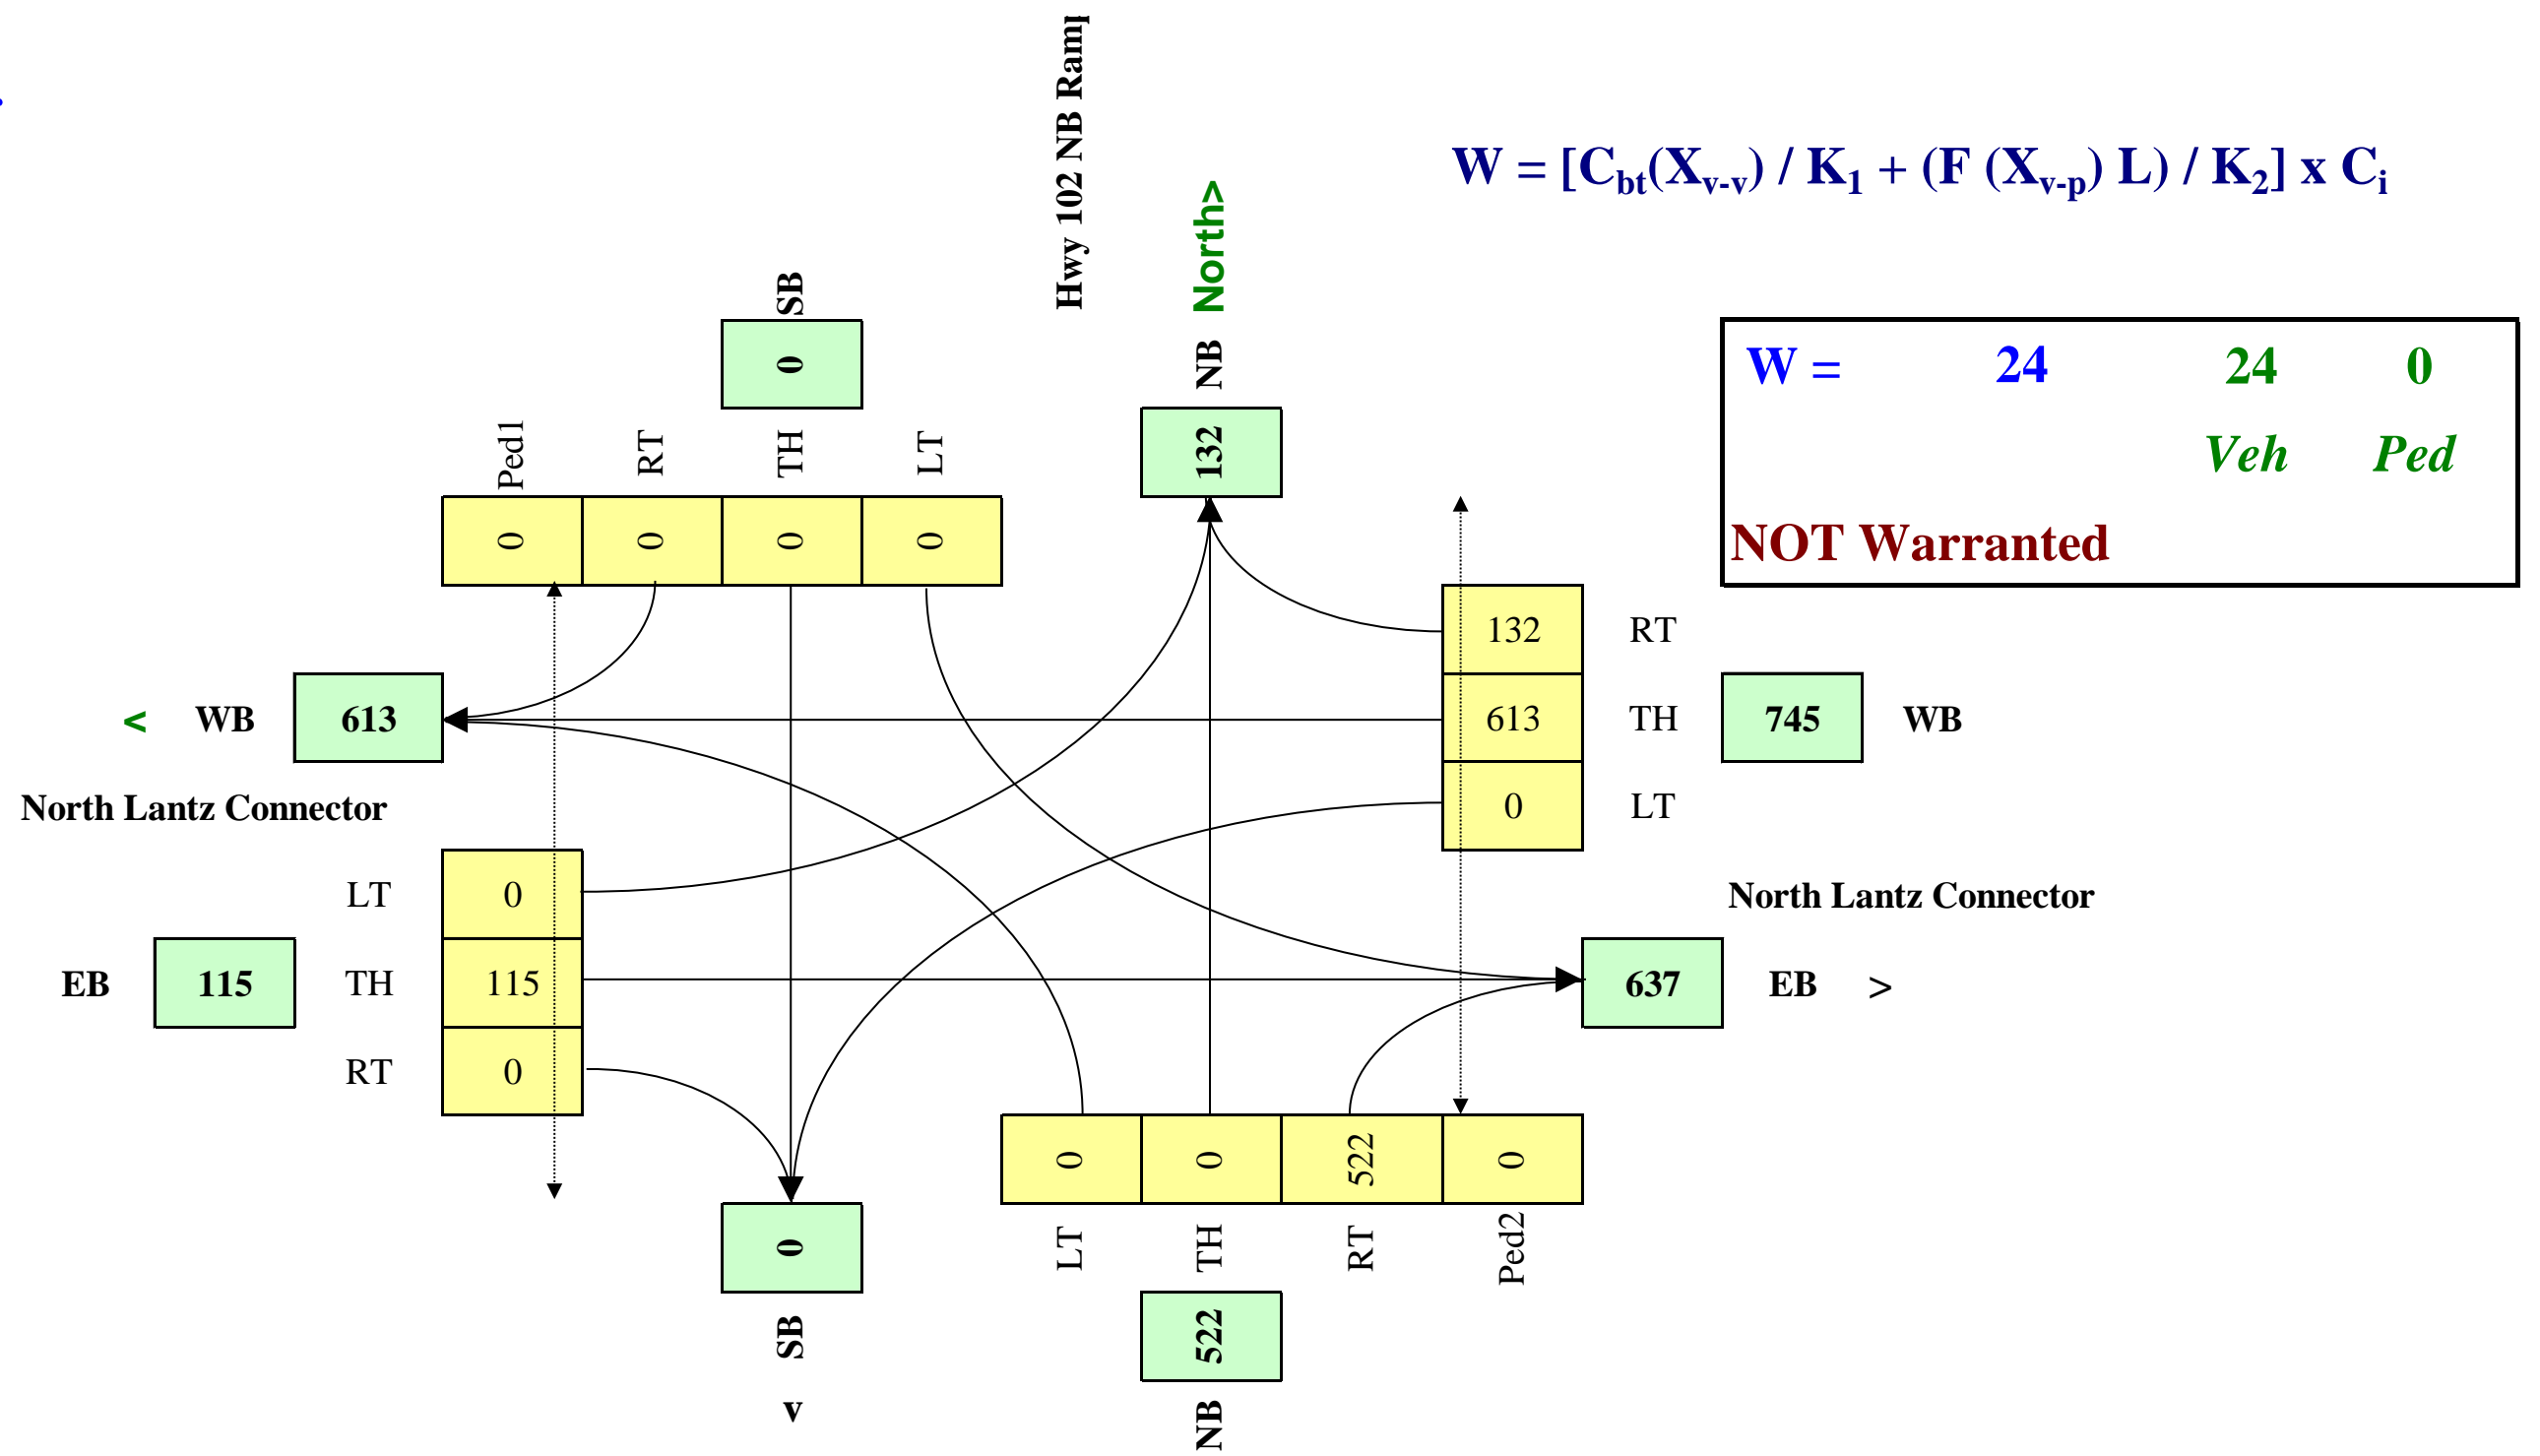 Hwy 102 NB Ramp
North>
W = [Cbt(Xv-v) / K1 + (F (Xv-p) L) / K2] x Ci
SB
0
NB
132
W = 24 24 0
Veh Ped
NOT Warranted
Ped1 RT TH LT
0 0 0 0
132 RT
< WB 613
613 TH 745 WB
0 LT
North Lantz Connector
LT 0
North Lantz Connector
EB 115 TH 115
637 EB >
RT 0
0 0 522 0
LT TH RT Ped2
0
SB
v
522
NB